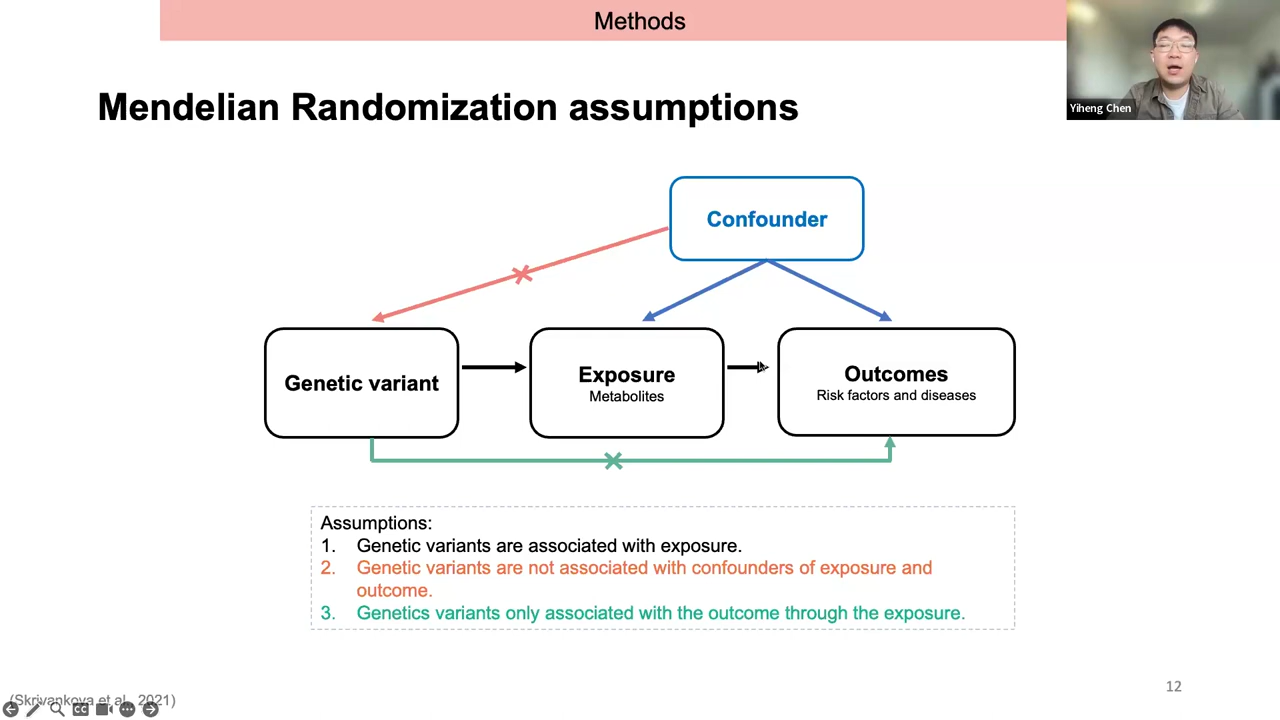 Methods
Yiheng Chen
Mendelian Randomization assumptions
Confounder
Genetic variant
Exposure
Metabolites
Outcomes
Risk factors and diseases
Assumptions:
1. Genetic variants are associated with exposure.
2. Genetic variants are not associated with confounders of exposure and
outcome.
3. Genetics variants only associated with the outcome through the exposure.
12
(Skrivankova et al., 2021)
CC